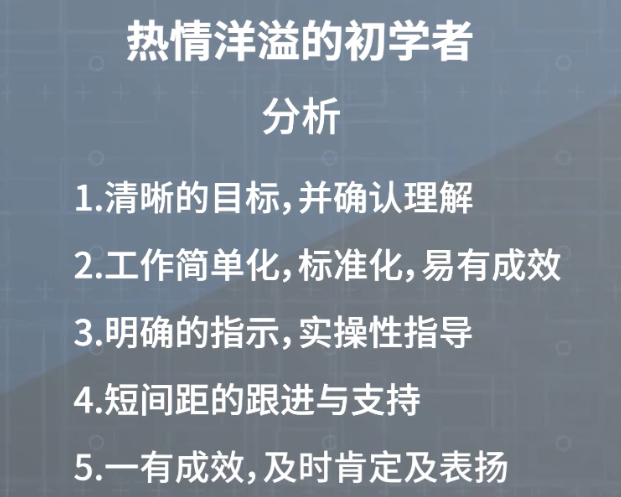 热情洋溢的初学者
分析
1.清晰的目标,并确认理解
2.工作简单化,标准化,易有成效
3.明确的指示,实操性指导
4.短间距的跟进与支持
5.一有成效,及时肯定及表扬